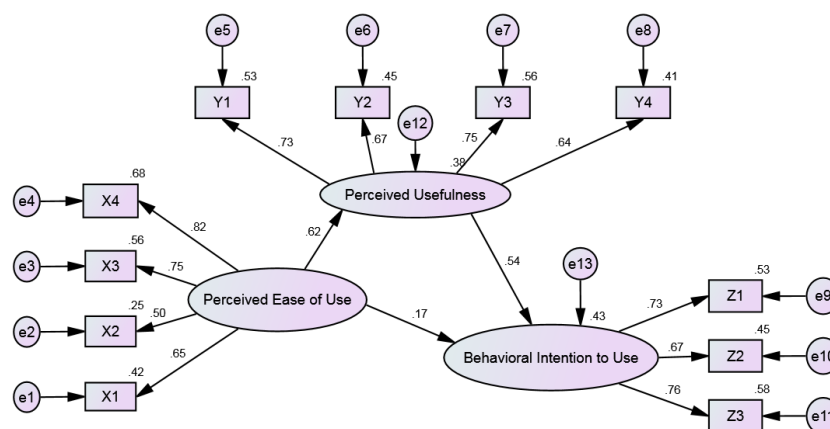 e5
e6
e7
e8
.53
.45
.56
.41
Y1
Y2
Y3
Y4
e12
.73
.67
.75
.64
.38
Perceived Usefulness
.68
e4
X4
.82
.62
.56
e3
X3
.75
.54
e13
.53
Perceived Ease of Use
.73
Z1
e9
.25
.50
e2
X2
.17
.43
.45
Behavioral Intention to Use
.67
Z2
e10
.65
.42
e1
X1
.76
.58
Z3
e11